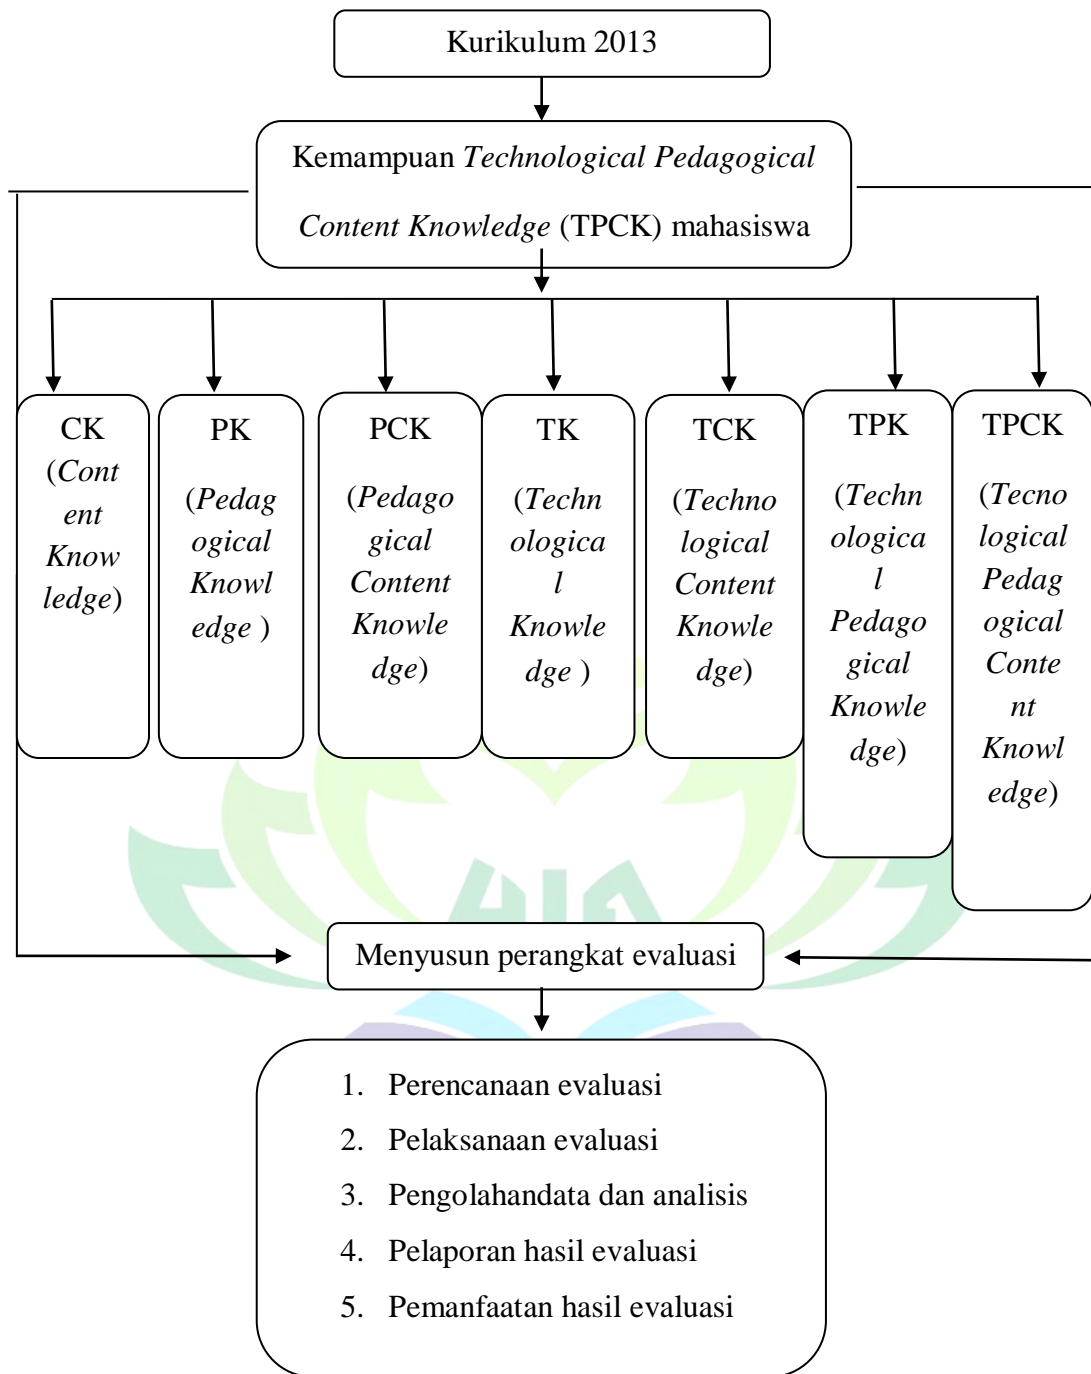 Kurikulum 2013
Kemampuan Technological Pedagogical
Content Knowledge (TPCK) mahasiswa
CK
(Cont
ent
Know
ledge)
PK
(Pedag
ogical
Knowl
edge )
PCK
(Pedago
gical
Content
Knowle
dge)
TK
(Techn
ologica
l
Knowle
dge )
TCK
(Techno
logical
Content
Knowle
dge)
TPK
(Techn
ologica
l
Pedago
gical
Knowle
dge)
TPCK
(Tecno
logical
Pedag
ogical
Conte
nt
Knowl
edge)
Menyusun perangkat evaluasi
1. Perencanaan evaluasi
2. Pelaksanaan evaluasi
3. Pengolahandata dan analisis
4. Pelaporan hasil evaluasi
5. Pemanfaatan hasil evaluasi